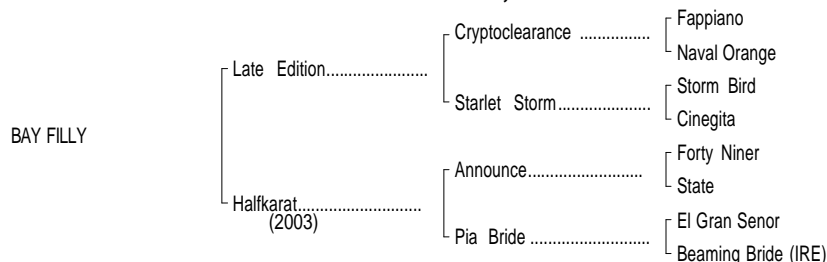 Fappiano
Cryptoclearance ................
Naval Orange
Late Edition.......................
Storm Bird
Starlet Storm.....................
Cinegita
BAY FILLY
Forty Niner
Announce..........................
State
Halfkarat............................
(2003)
El Gran Senor
Pia Bride ...........................
Beaming Bride (IRE)